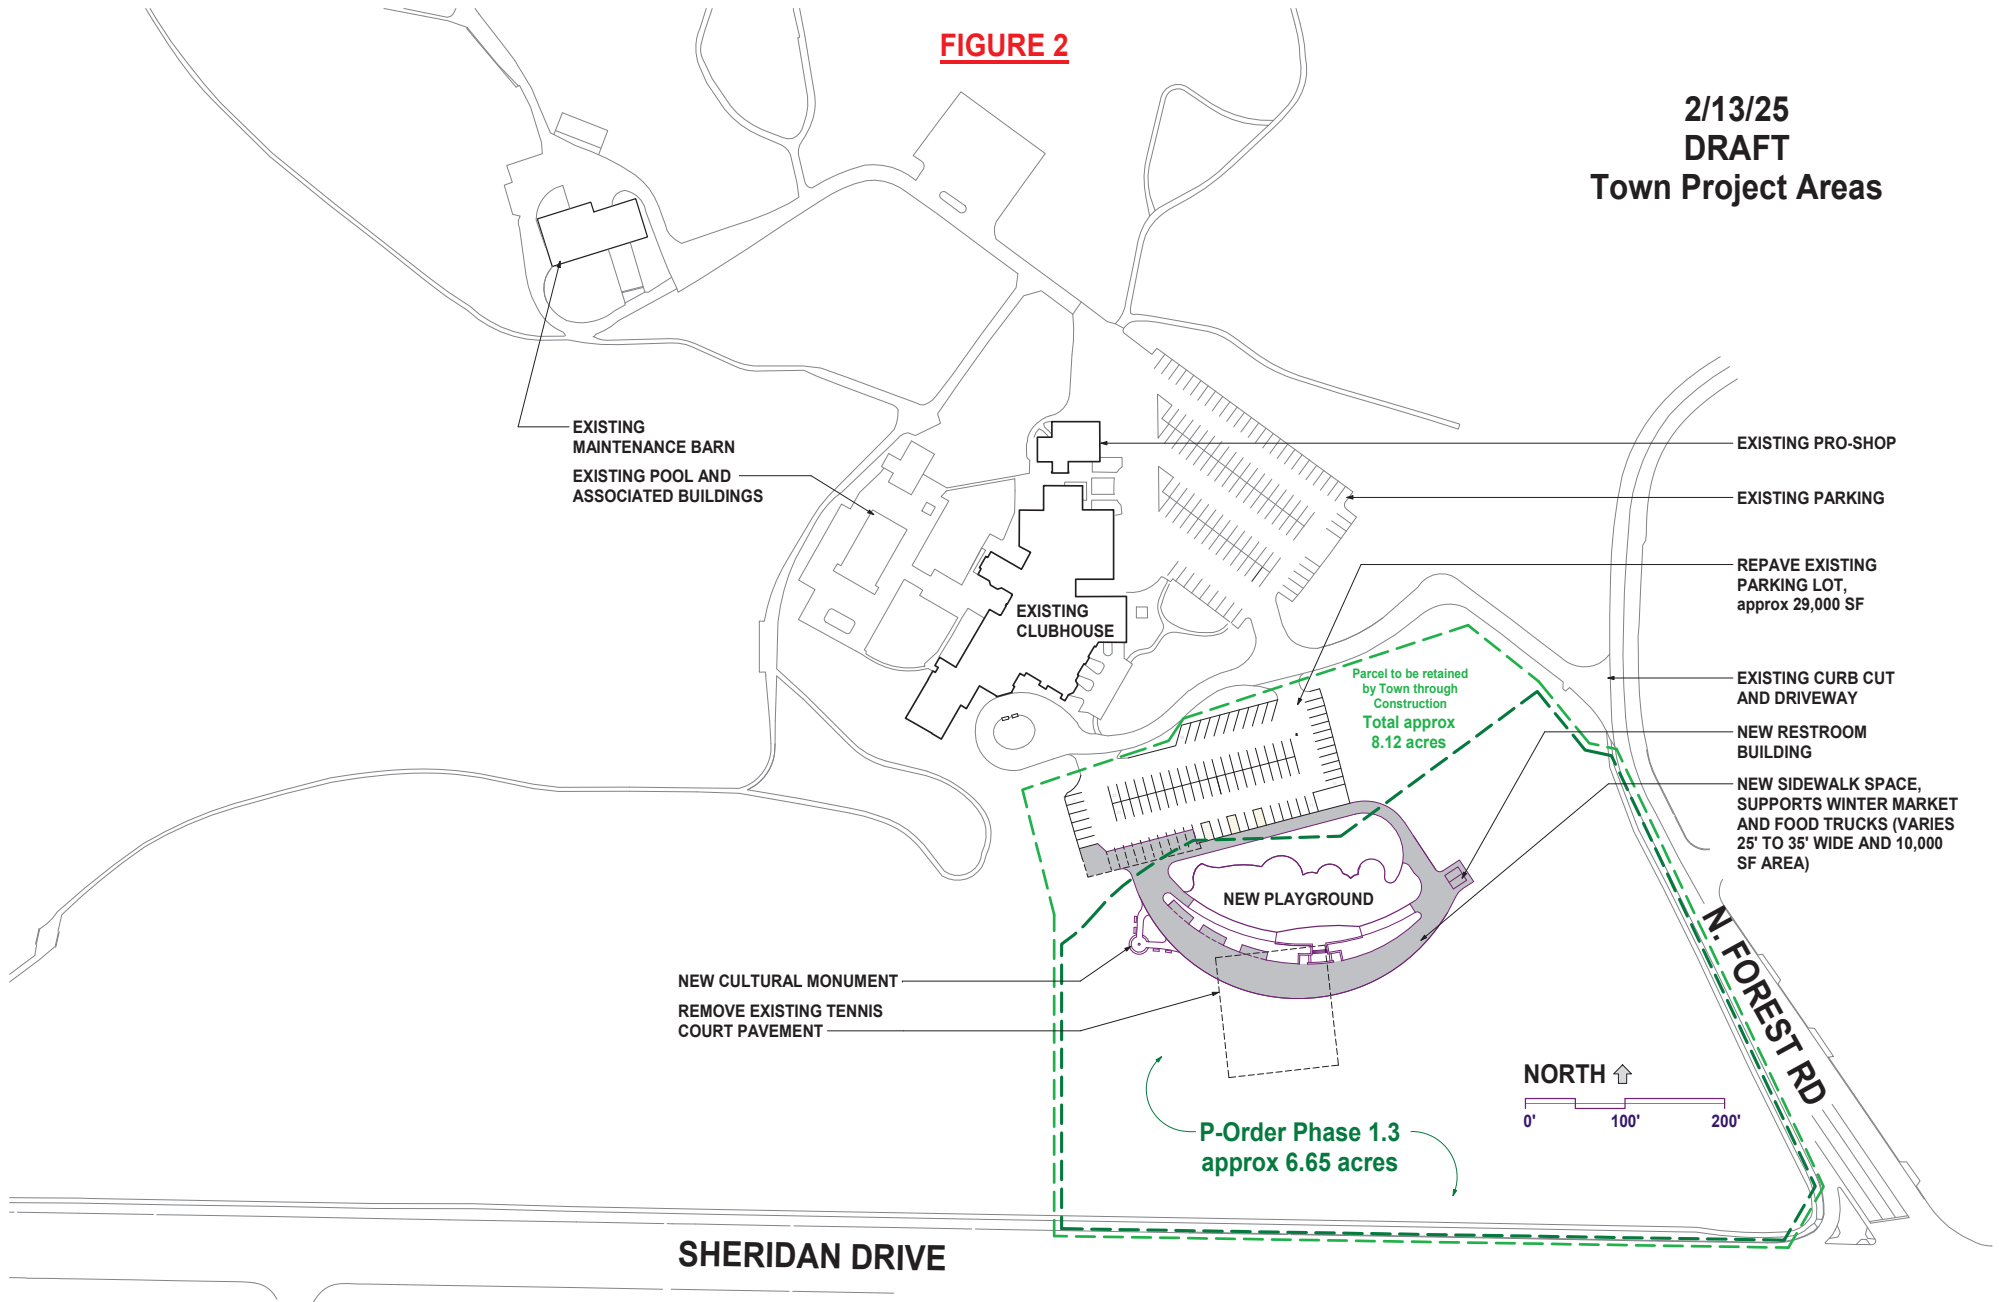 FIGURE 2
2/13/25
DRAFT
Town Project Areas
EXISTING
MAINTENANCE BARN
EXISTING POOL AND
ASSOCIATED BUILDINGS
EXISTING
CLUBHOUSE
EXISTING PRO-SHOP
EXISTING PARKING
REPAVE EXISTING
PARKING LOT,
approx 29,000 SF
Parcel to be retained
by Town through
Construction
Total approx
8.12 acres
EXISTING CURB CUT
AND DRIVEWAY
NEW RESTROOM
BUILDING
NEW SIDEWALK SPACE,
SUPPORTS WINTER MARKET
AND FOOD TRUCKS (VARIES
25' TO 35' WIDE AND 10,000
SF AREA)
NEW PLAYGROUND
NEW CULTURAL MONUMENT
REMOVE EXISTING TENNIS
COURT PAVEMENT
N. FOREST RD
NORTH
0' 100' 200'
P-Order Phase 1.3
approx 6.65 acres
SHERIDAN DRIVE